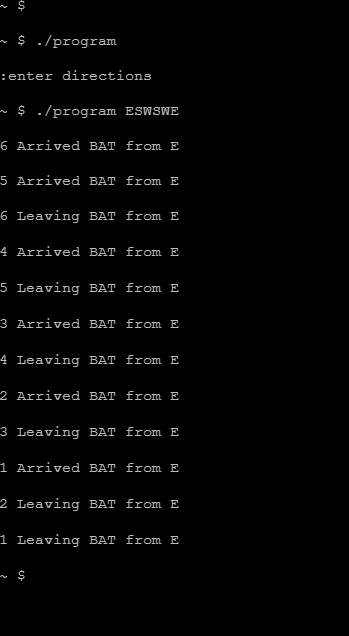 ~ $
~ $ ./program
:enter directions
~ $ ./program ESWSWE
6 Arrived BAT from E
5 Arrived BAT from E
6 Leaving BAT from E
4 Arrived BAT from E
5 Leaving BAT from E
3 Arrived BAT from E
4 Leaving BAT from E
2 Arrived BAT from E
3 Leaving BAT from E
1 Arrived BAT from E
2 Leaving BAT from E
1 Leaving BAT from E
~ $